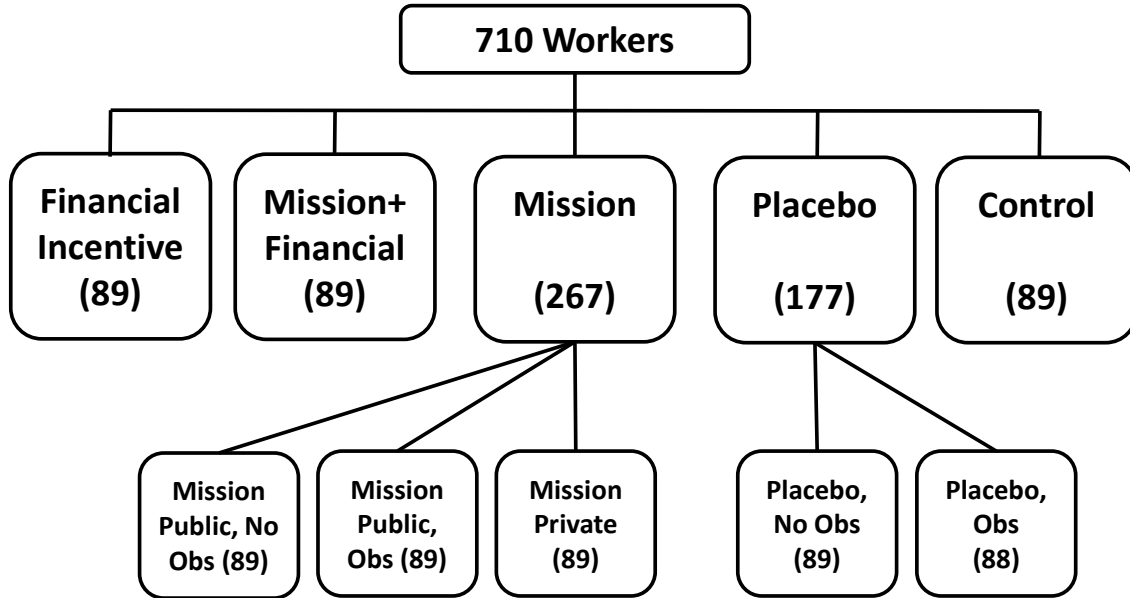 710 Workers
Financial
Incentive
(89)
Mission+
Financial
(89)
Mission
(267)
Placebo
(177)
Control
(89)
Mission
Public, No
Obs (89)
Mission
Public,
Obs (89)
Mission
Private
(89)
Placebo,
No Obs
(89)
Placebo,
Obs
(88)